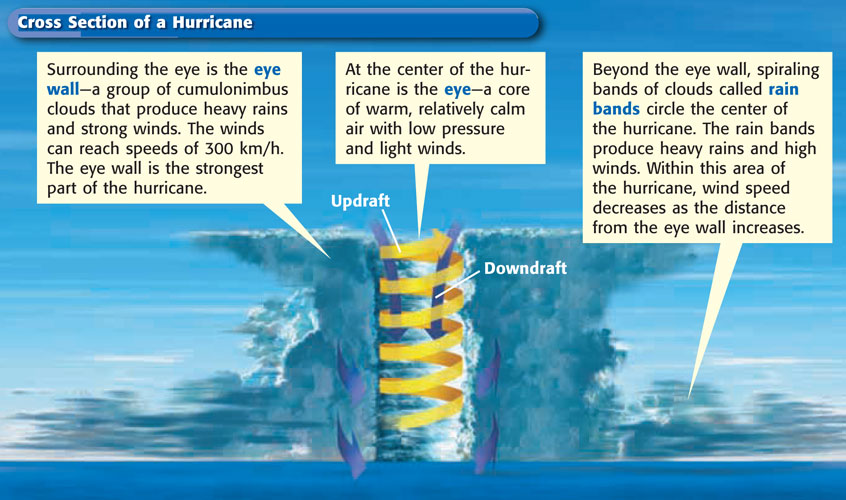 Cross Section of a Hurricane
Surrounding the eye is the eye
wall—a group of cumulonimbus
clouds that produce heavy rains
and strong winds. The winds
can reach speeds of 300 km/h.
The eye wall is the strongest
part of the hurricane.
At the center of the hur-
ricane is the eye—a core
of warm, relatively calm
air with low pressure
and light winds.
Beyond the eye wall, spiraling
bands of clouds called rain
bands circle the center of
the hurricane. The rain bands
produce heavy rains and high
winds. Within this area of
the hurricane, wind speed
decreases as the distance
from the eye wall increases.
Updraft
Downdraft